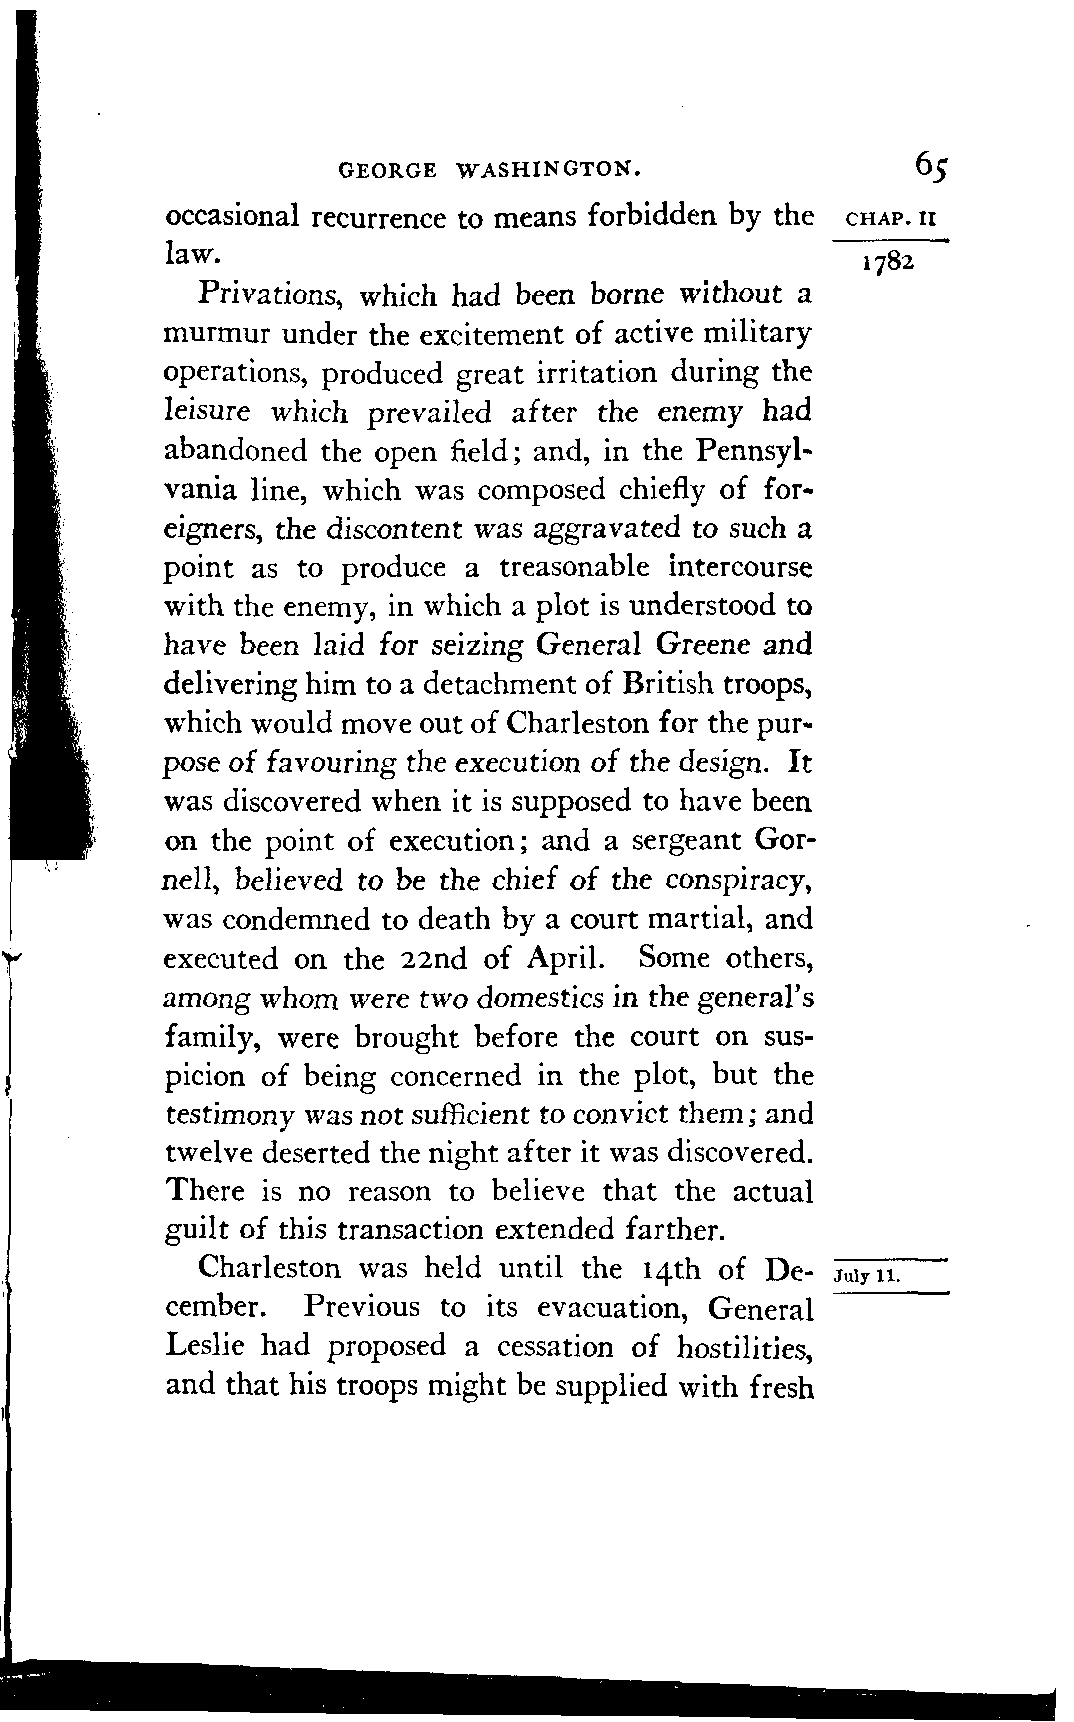 GEORGE WASHINGTON. 65
occasional recurrence to means forbidden by the CHAP. II
law. 1782
Privations, which had been borne without a
murmur under the excitement of active military
operations, produced great irritation during the
leisure which prevailed after the enemy had
abandoned the open field; and, in the Pennsyl-
vania line, which was composed chiefly of for-
eigners, the discontent was aggravated to such a
point as to produce a treasonable intercourse
with the enemy, in which a plot is understood to
have been laid for seizing General Greene and
delivering him to a detachment of British troops,
which would move out of Charleston for the pur-
pose of favouring the execution of the design. It
was discovered when it is supposed to have been
on the point of execution; and a sergeant Gor-
nell, believed to be the chief of the conspiracy,
was condemned to death by a court martial, and
executed on the 22nd of April. Some others,
among whom were two domestics in the general's
family, were brought before the court on sus-
picion of being concerned in the plot, but the
testimony was not sufficient to convict them; and
twelve deserted the night after it was discovered.
There is no reason to believe that the actual
guilt of this transaction extended farther.
Charleston was held until the 14th of De- July 11.
cember. Previous to its evacuation, General
Leslie had proposed a cessation of hostilities,
and that his troops might be supplied with fresh